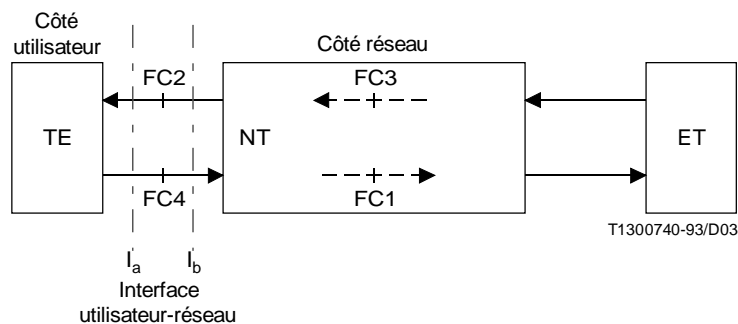 Côté
utilisateur
Côté réseau
FC2
FC3
TE
NT
ET
FC4
FC1
T1300740-93/D03
Ia
Ib
Interface
utilisateur-réseau